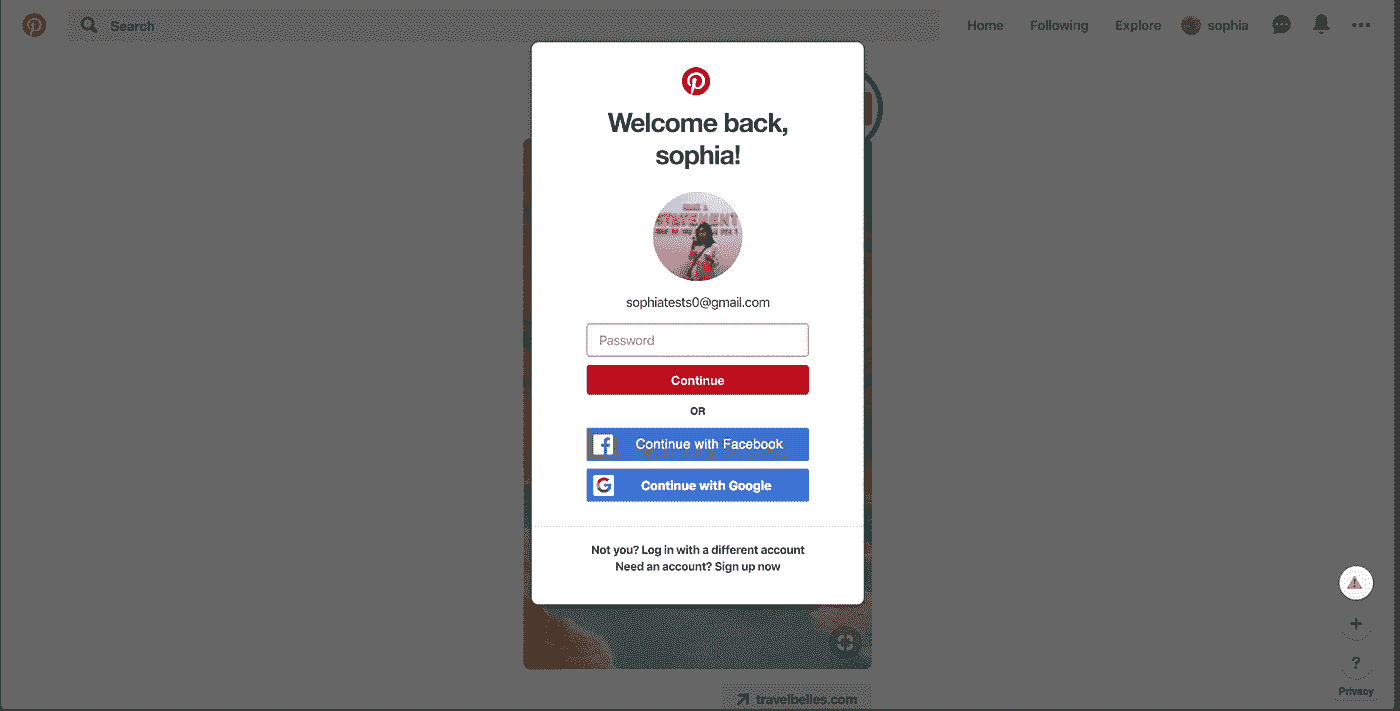 Search
Home
Following
Explore
sophia
Welcome back,
sophia!
STATEMENT
sophiatests0@gmail.com
Password
Continue
OR
Continue with Facebook
Continue with Google
Not you? Log in with a different account
Need an account? Sign up now
+
?
Privacy
travelbelles.com